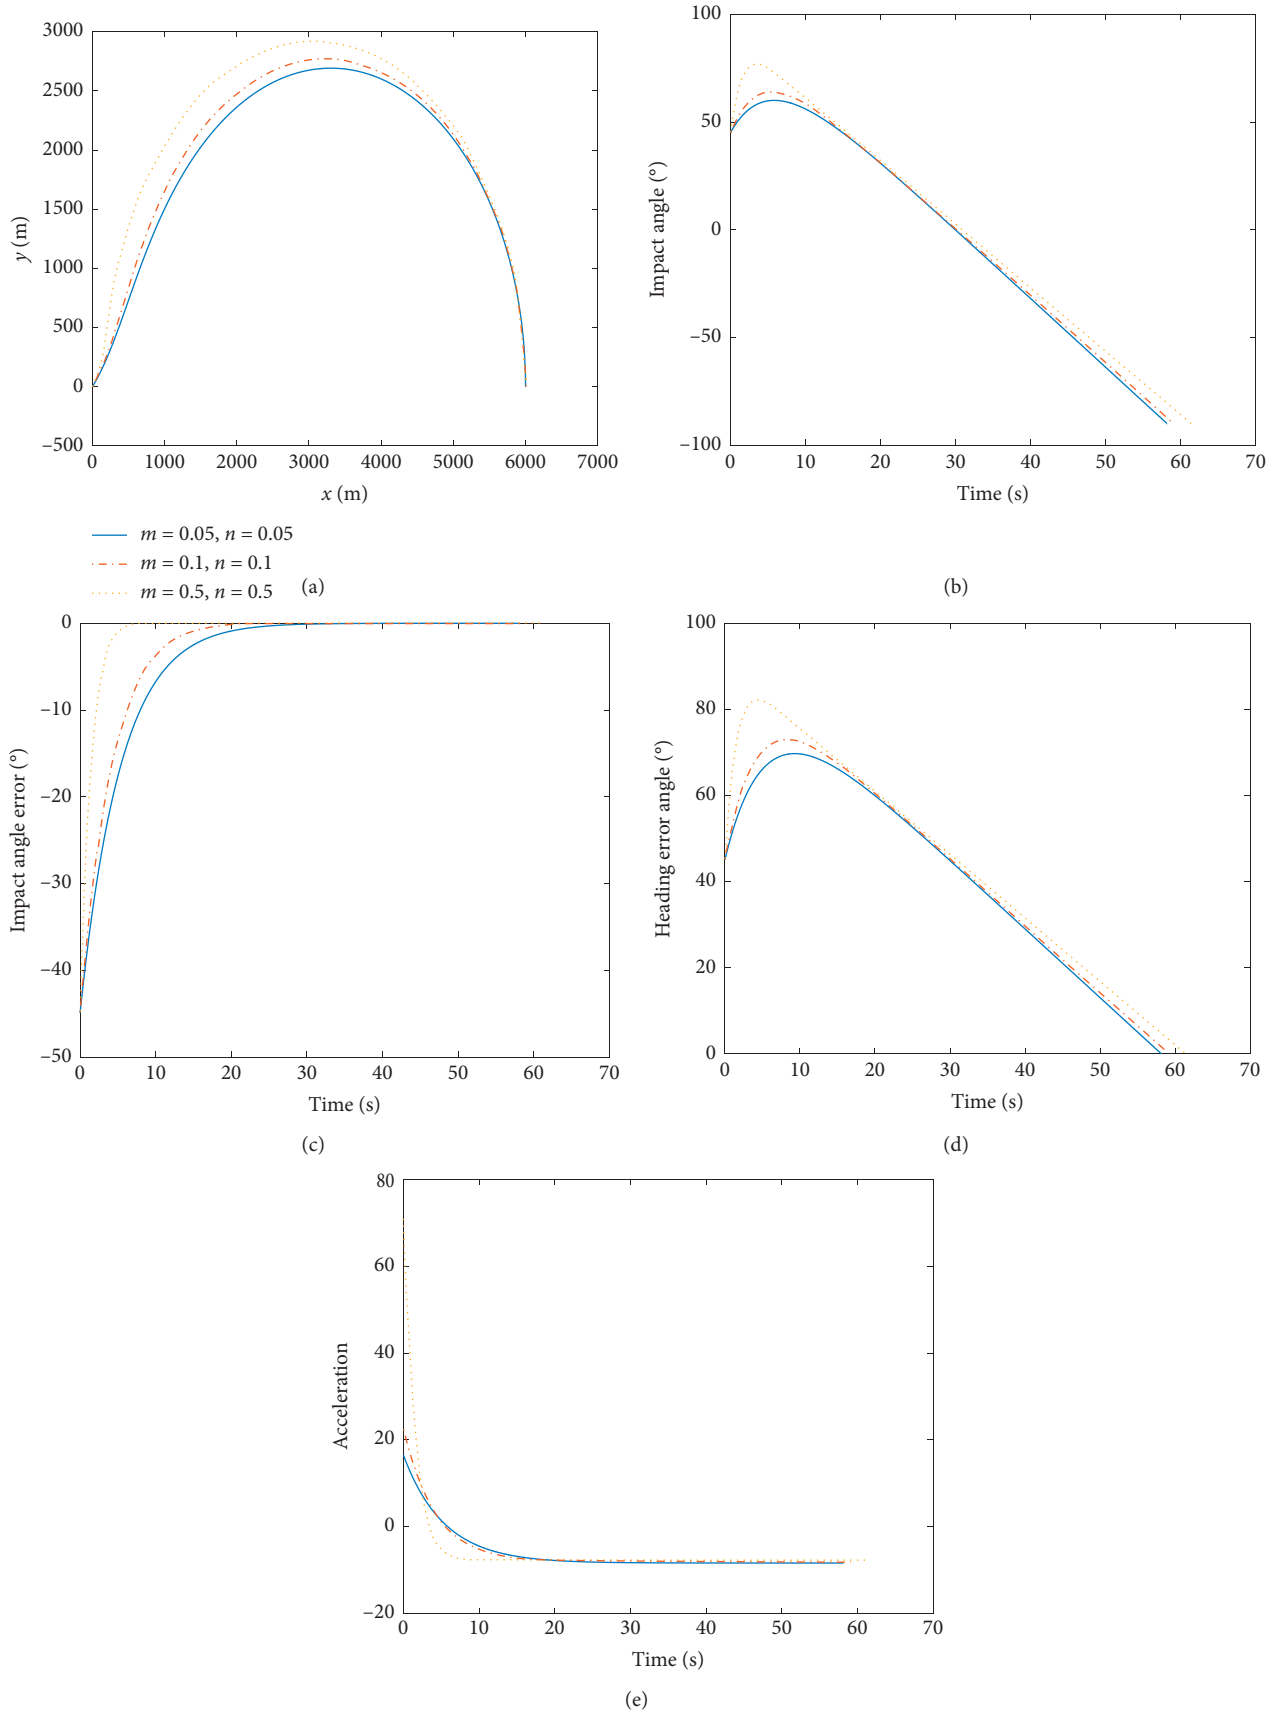 3000
2500
2000
1500
1000
500
0
−500
y (m)
0 1000 2000 3000 4000 5000 6000 7000
x (m)
m = 0.05, n = 0.05
m = 0.1, n = 0.1
m = 0.5, n = 0.5
(a)
100
50
0
−50
−100
Impact angle (°)
0 10 20 30 40 50 60 70
Time (s)
(b)
0
−10
−20
−30
−40
−50
Impact angle error (°)
0 10 20 30 40 50 60 70
Time (s)
(c)
100
80
60
40
20
0
Heading error angle (°)
0 10 20 30 40 50 60 70
Time (s)
(d)
80
60
40
20
0
−20
Acceleration
0 10 20 30 40 50 60 70
Time (s)
(e)